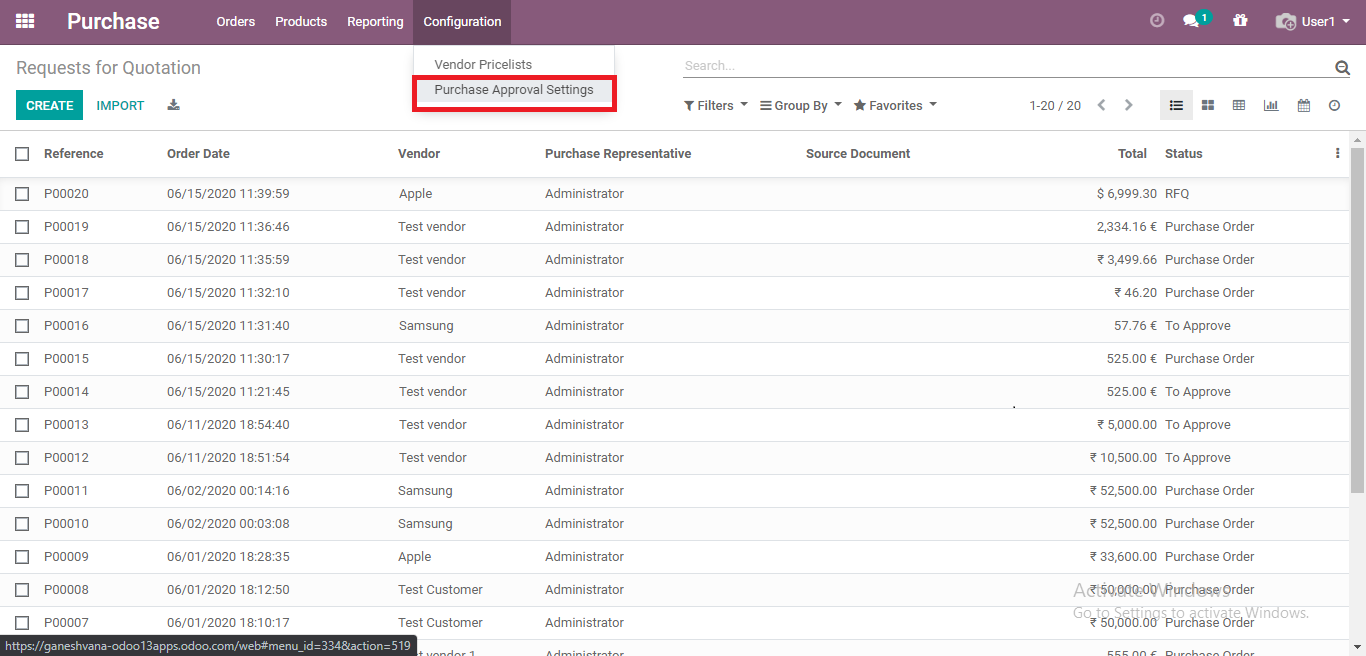 Purchase Orders Products Reporting Configuration 1 User1
Requests for Quotation Vendor Pricelists Search...
CREATE IMPORT Purchase Approval Settings Filters Group By Favorites 1-20 / 20
Reference Order Date Vendor Purchase Representative Source Document Total Status
P00020 06/15/2020 11:39:59 Apple Administrator $ 6,999.30 RFQ
P00019 06/15/2020 11:36:46 Test vendor Administrator 2,334.16 € Purchase Order
P00018 06/15/2020 11:35:59 Test vendor Administrator ₹ 3,499.66 Purchase Order
P00017 06/15/2020 11:32:10 Test vendor Administrator ₹ 46.20 Purchase Order
P00016 06/15/2020 11:31:40 Samsung Administrator 57.76 € To Approve
P00015 06/15/2020 11:30:17 Test vendor Administrator 525.00 € Purchase Order
P00014 06/15/2020 11:21:45 Test vendor Administrator 525.00 € To Approve
P00013 06/11/2020 18:54:40 Test vendor Administrator ₹ 5,000.00 To Approve
P00012 06/11/2020 18:51:54 Test vendor Administrator ₹ 10,500.00 To Approve
P00011 06/02/2020 00:14:16 Samsung Administrator ₹ 52,500.00 Purchase Order
P00010 06/02/2020 00:03:08 Samsung Administrator ₹ 52,500.00 Purchase Order
P00009 06/01/2020 18:28:35 Apple Administrator ₹ 33,600.00 Purchase Order
P00008 06/01/2020 18:12:50 Test Customer Administrator ₹ 50,000.00 Purchase Order
Activate Windows
P00007 06/01/2020 18:10:17 Test Customer Administrator ₹ 50,000.00 Purchase Order
Go to Settings to activate Windows.
https://ganeshvana-odoo13apps.odoo.com/web#menu_id=334&action=519 vendor 1 Administrator 555.00 € Purchase Order